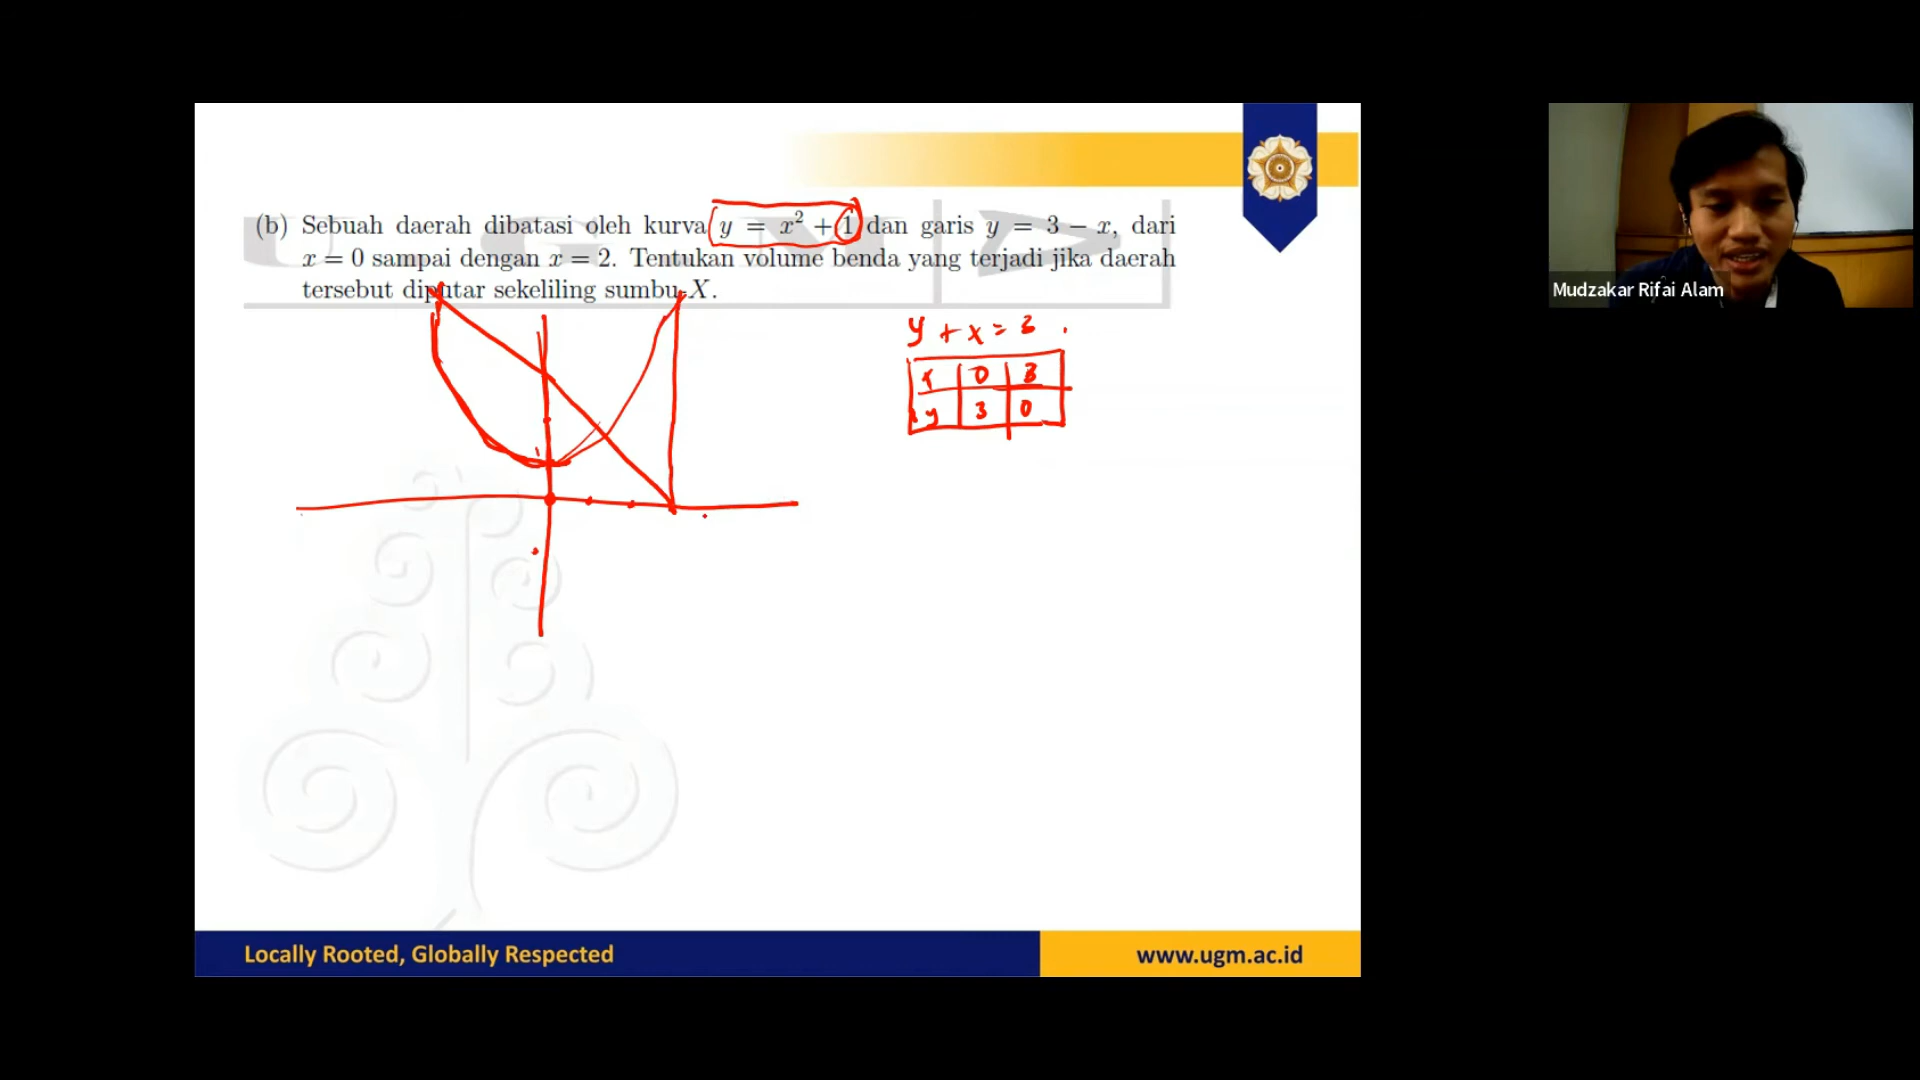 (b) Sebuah daerah dibatasi oleh kurva y = x² + 1 dan garis y = 3 − x, dari
x = 0 sampai dengan x = 2. Tentukan volume benda yang terjadi jika daerah
tersebut diputar sekeliling sumbu-X.
y + x = 3
x 0 3
y 3 0
Mudzakar Rifai Alam
Locally Rooted, Globally Respected
www.ugm.ac.id